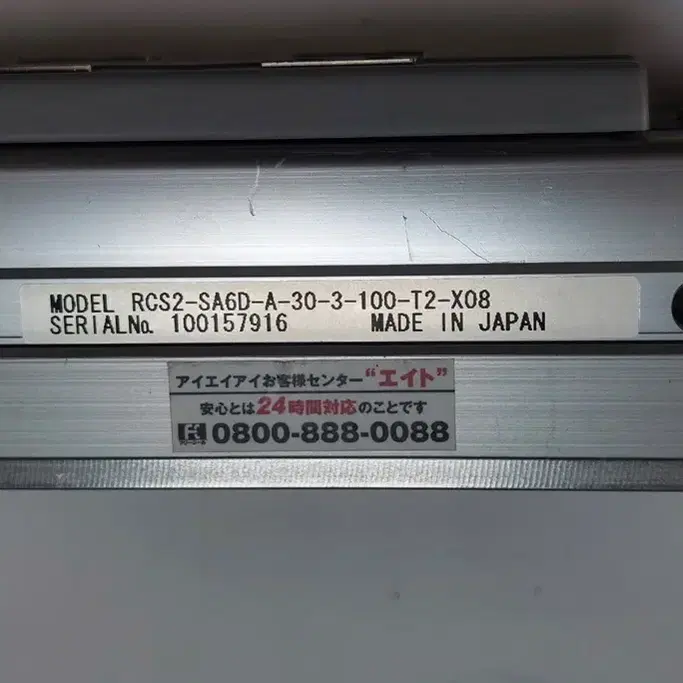 MODEL RCS2-SA6D-A-30-3-100-T2-X08
SERIALNo. 100157916 MADE IN JAPAN
アイエイアイお客様センター“エイト”
安心とは24時間対応のことです
0800-888-0088